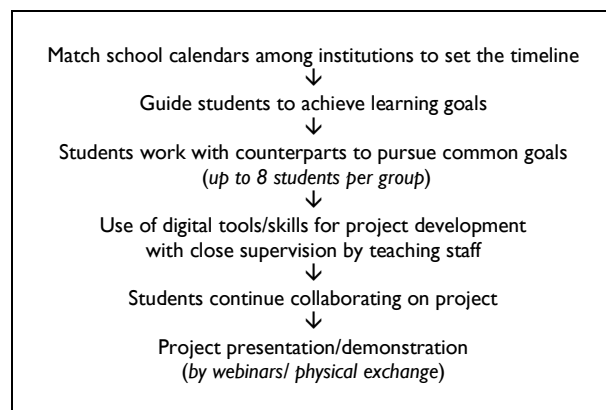 Match school calendars among institutions to set the timeline
↓
Guide students to achieve learning goals
↓
Students work with counterparts to pursue common goals
(up to 8 students per group)
↓
Use of digital tools/skills for project development
with close supervision by teaching staff
↓
Students continue collaborating on project
↓
Project presentation/demonstration
(by webinars/ physical exchange)